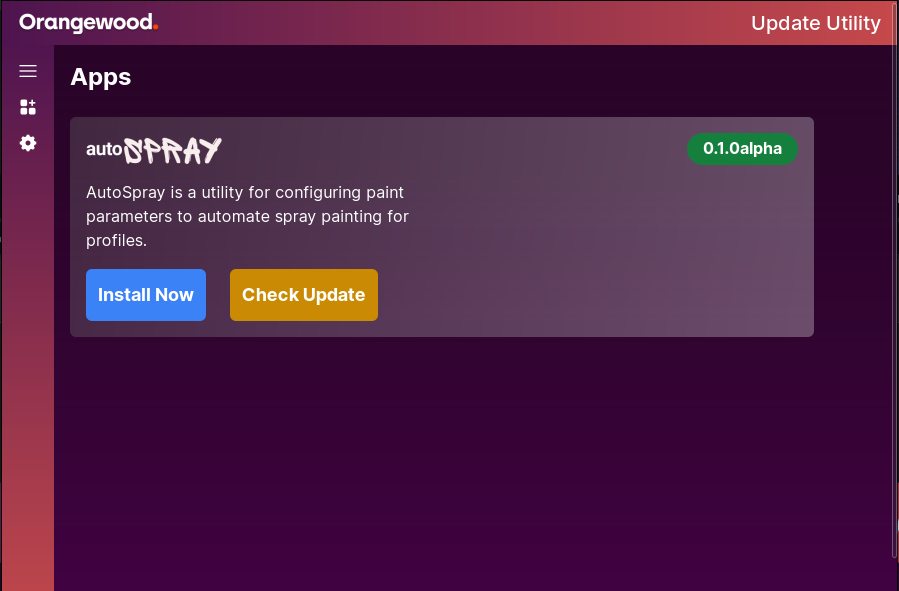 Orangewood.
Update Utility
Apps
autoSPRAY
0.1.0alpha
AutoSpray is a utility for configuring paint
parameters to automate spray painting for
profiles.
Install Now
Check Update